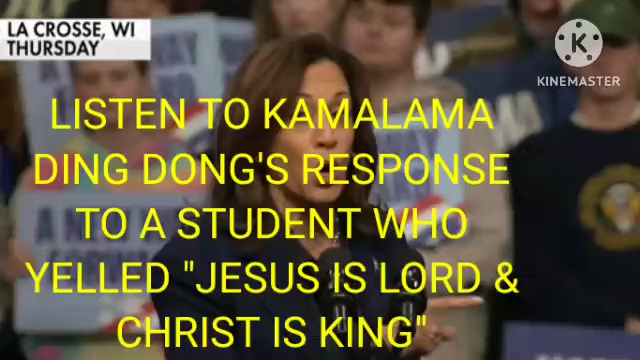 LA CROSSE, WI
THURSDAY
KINEMASTER
LISTEN TO KAMALAMA
DING DONG'S RESPONSE
TO A STUDENT WHO
YELLED "JESUS IS LORD &
CHRIST IS KING"